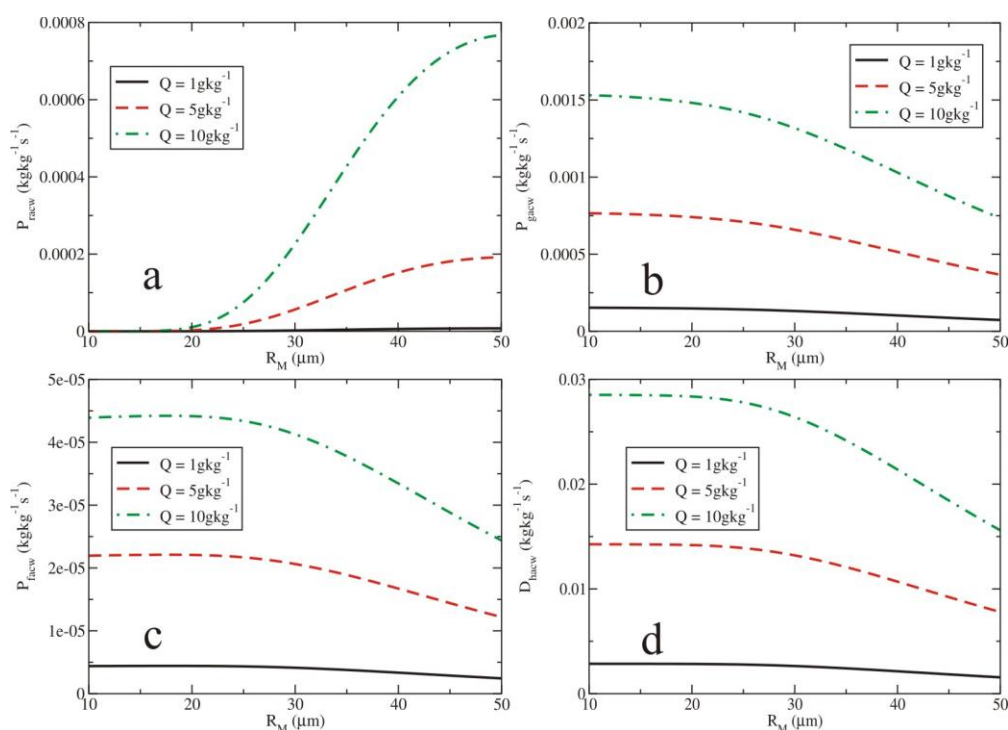 0.0008
0.0006
0.0004
0.0002
0
P_racw (kgkg^-1 s^-1)
Q = 1gkg^-1
Q = 5gkg^-1
Q = 10gkg^-1
a
10 20 30 40 50
R_M (μm)
0.002
0.0015
0.001
0.0005
0
P_gacw (kgkg^-1 s^-1)
Q = 1gkg^-1
Q = 5gkg^-1
Q = 10gkg^-1
b
10 20 30 40 50
R_M (μm)
5e-05
4e-05
3e-05
2e-05
1e-05
0
P_facw (kgkg^-1 s^-1)
Q = 1gkg^-1
Q = 5gkg^-1
Q = 10gkg^-1
c
10 20 30 40 50
R_M (μm)
0.03
0.02
0.01
0
D_hacw (kgkg^-1 s^-1)
Q = 1gkg^-1
Q = 5gkg^-1
Q = 10gkg^-1
d
10 20 30 40 50
R_M (μm)